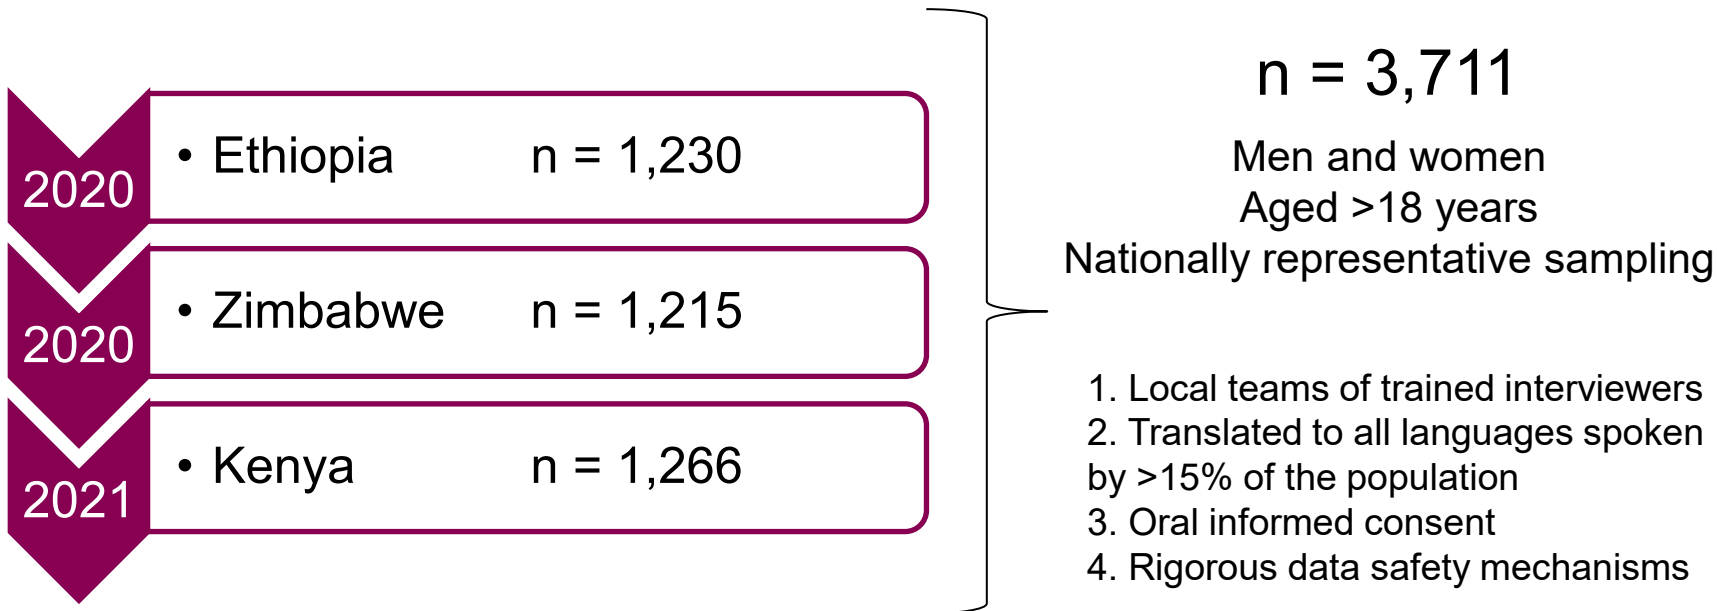 2020
• Ethiopia n = 1,230
2020
• Zimbabwe n = 1,215
2021
• Kenya n = 1,266
n = 3,711
Men and women
Aged >18 years
Nationally representative sampling
1. Local teams of trained interviewers
2. Translated to all languages spoken
by >15% of the population
3. Oral informed consent
4. Rigorous data safety mechanisms